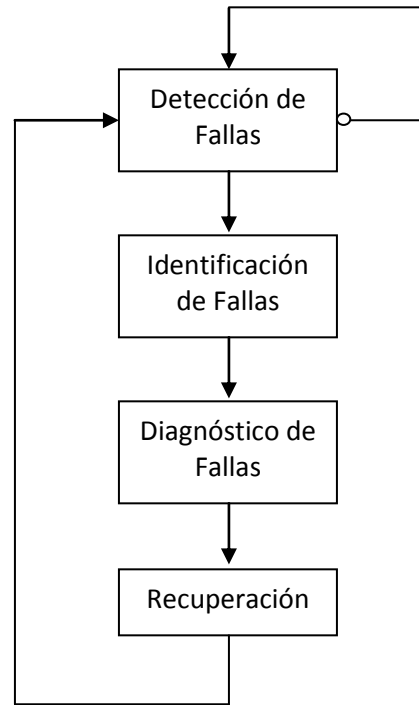 Detección de
Fallas
Identificación
de Fallas
Diagnóstico de
Fallas
Recuperación